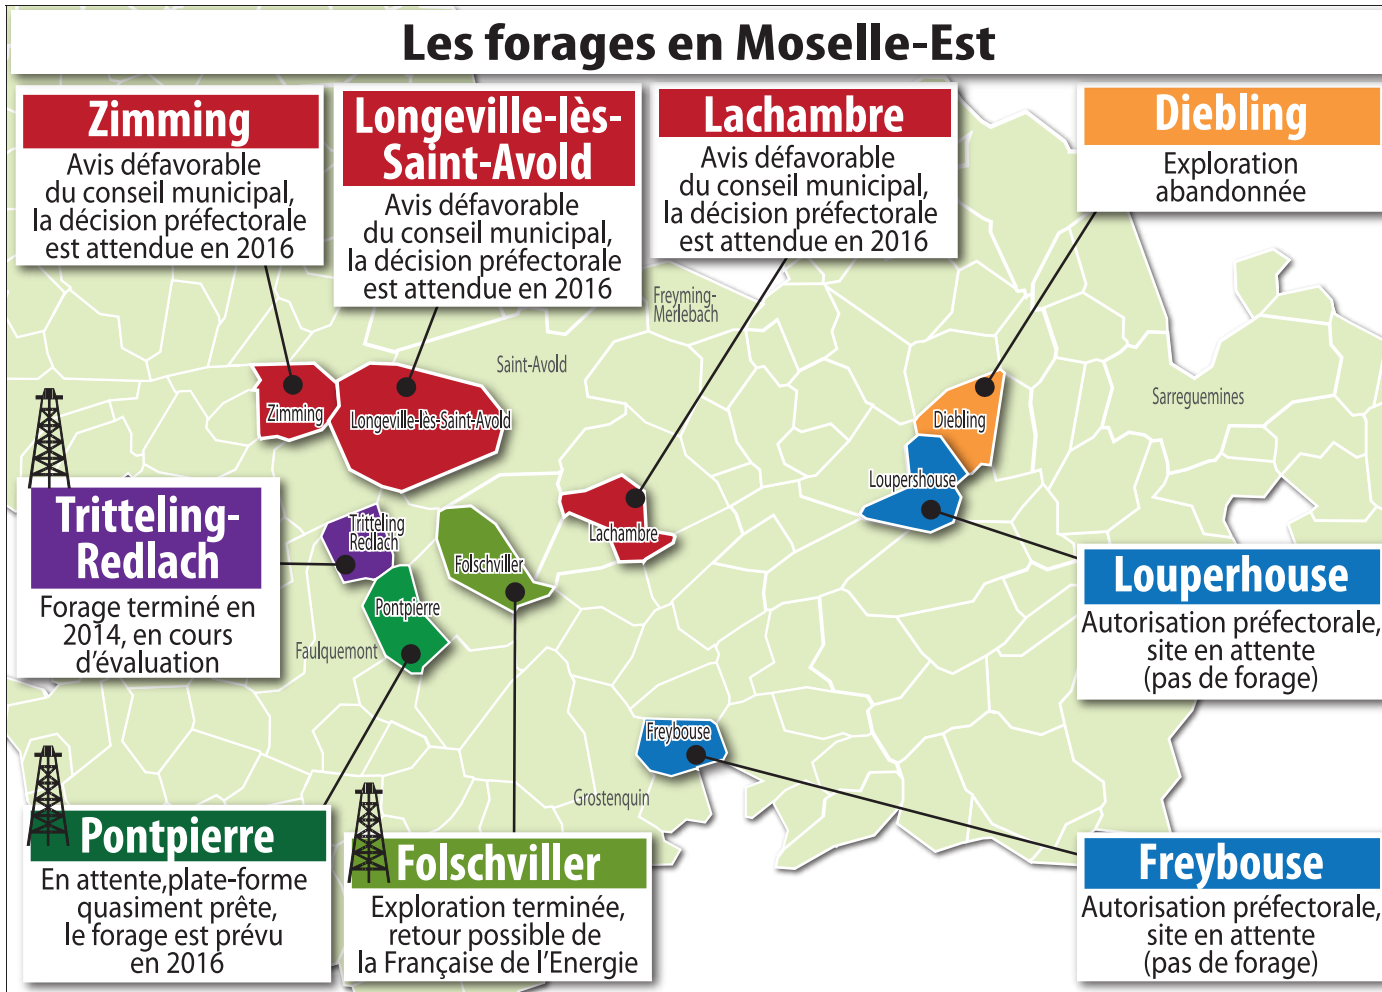 Les forages en Moselle-Est
Zimming
Avis défavorable
du conseil municipal,
la décision préfectorale
est attendue en 2016
Longeville-lès-
Saint-Avold
Avis défavorable
du conseil municipal,
la décision préfectorale
est attendue en 2016
Lachambre
Avis défavorable
du conseil municipal,
la décision préfectorale
est attendue en 2016
Diebling
Exploration
abandonnée
Freyming-
Merlebach
Saint-Avold
Sarreguemines
Zimming
Longeville-lès-Saint-Avold
Diebling
Loupershouse
Lachambre
Tritteling
Redlach
Folschviller
Pontpierre
Faulquemont
Freybouse
Grostenquin
Tritteling-
Redlach
Forage terminé en
2014, en cours
d'évaluation
Louperhouse
Autorisation préfectorale,
site en attente
(pas de forage)
Pontpierre
En attente,plate-forme
quasiment prête,
le forage est prévu
en 2016
Folschviller
Exploration terminée,
retour possible de
la Française de l'Energie
Freybouse
Autorisation préfectorale,
site en attente
(pas de forage)